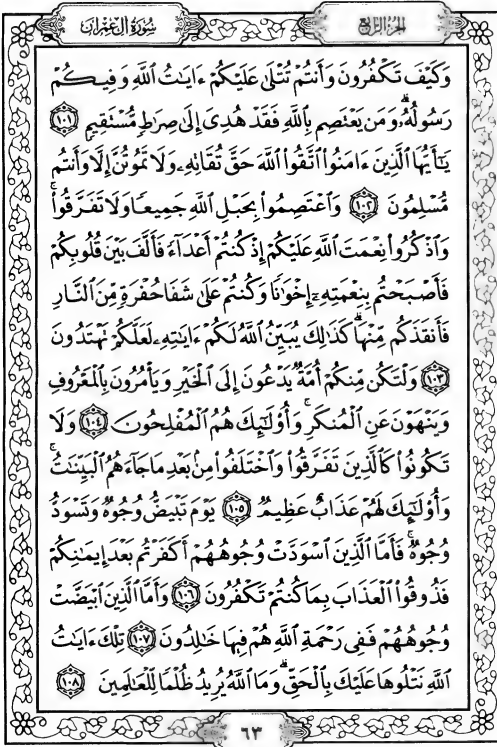 سُورَةُ آلِ عِمْرَان
الجُزْءُ الرَّابِعُ
وَكَيْفَ تَكْفُرُونَ وَأَنتُمْ تُتْلَىٰ عَلَيْكُمْ ءَايَٰتُ ٱللَّهِ وَفِيكُمْ
رَسُولُهُۥ ۗ وَمَن يَعْتَصِم بِٱللَّهِ فَقَدْ هُدِىَ إِلَىٰ صِرَٰطٍ مُّسْتَقِيمٍ ١٠١
يَٰٓأَيُّهَا ٱلَّذِينَ ءَامَنُوا۟ ٱتَّقُوا۟ ٱللَّهَ حَقَّ تُقَاتِهِۦ وَلَا تَمُوتُنَّ إِلَّا وَأَنتُم
مُّسْلِمُونَ ١٠٢ وَٱعْتَصِمُوا۟ بِحَبْلِ ٱللَّهِ جَمِيعًا وَلَا تَفَرَّقُوا۟ ۚ
وَٱذْكُرُوا۟ نِعْمَتَ ٱللَّهِ عَلَيْكُمْ إِذْ كُنتُمْ أَعْدَآءً فَأَلَّفَ بَيْنَ قُلُوبِكُمْ
فَأَصْبَحْتُم بِنِعْمَتِهِۦٓ إِخْوَٰنًا وَكُنتُمْ عَلَىٰ شَفَا حُفْرَةٍ مِّنَ ٱلنَّارِ
فَأَنقَذَكُم مِّنْهَا ۗ كَذَٰلِكَ يُبَيِّنُ ٱللَّهُ لَكُمْ ءَايَٰتِهِۦ لَعَلَّكُمْ تَهْتَدُونَ
١٠٣ وَلْتَكُن مِّنكُمْ أُمَّةٌ يَدْعُونَ إِلَى ٱلْخَيْرِ وَيَأْمُرُونَ بِٱلْمَعْرُوفِ
وَيَنْهَوْنَ عَنِ ٱلْمُنكَرِ ۚ وَأُو۟لَٰٓئِكَ هُمُ ٱلْمُفْلِحُونَ ١٠٤ وَلَا
تَكُونُوا۟ كَٱلَّذِينَ تَفَرَّقُوا۟ وَٱخْتَلَفُوا۟ مِنۢ بَعْدِ مَا جَآءَهُمُ ٱلْبَيِّنَٰتُ ۚ
وَأُو۟لَٰٓئِكَ لَهُمْ عَذَابٌ عَظِيمٌ ١٠٥ يَوْمَ تَبْيَضُّ وُجُوهٌ وَتَسْوَدُّ
وُجُوهٌ ۚ فَأَمَّا ٱلَّذِينَ ٱسْوَدَّتْ وُجُوهُهُمْ أَكَفَرْتُم بَعْدَ إِيمَٰنِكُمْ
فَذُوقُوا۟ ٱلْعَذَابَ بِمَا كُنتُمْ تَكْفُرُونَ ١٠٦ وَأَمَّا ٱلَّذِينَ ٱبْيَضَّتْ
وُجُوهُهُمْ فَفِى رَحْمَةِ ٱللَّهِ هُمْ فِيهَا خَٰلِدُونَ ١٠٧ تِلْكَ ءَايَٰتُ
ٱللَّهِ نَتْلُوهَا عَلَيْكَ بِٱلْحَقِّ ۗ وَمَا ٱللَّهُ يُرِيدُ ظُلْمًا لِّلْعَٰلَمِينَ ١٠٨
٦٣